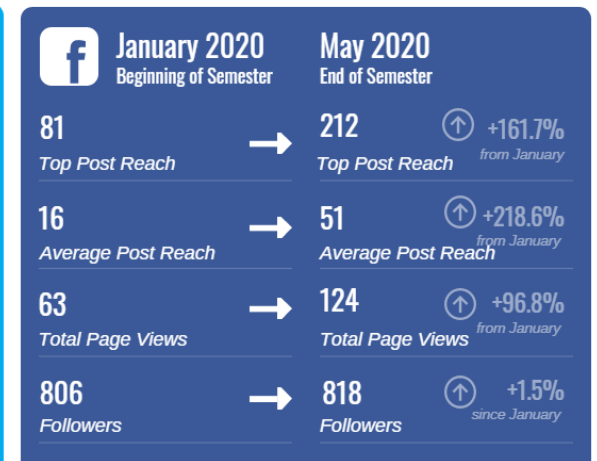 f January 2020 May 2020
Beginning of Semester End of Semester
81 212 +161.7%
Top Post Reach Top Post Reach from January
16 51 +218.6%
Average Post Reach Average Post Reach from January
63 124 +96.8%
Total Page Views Total Page Views from January
806 818 +1.5%
Followers Followers since January